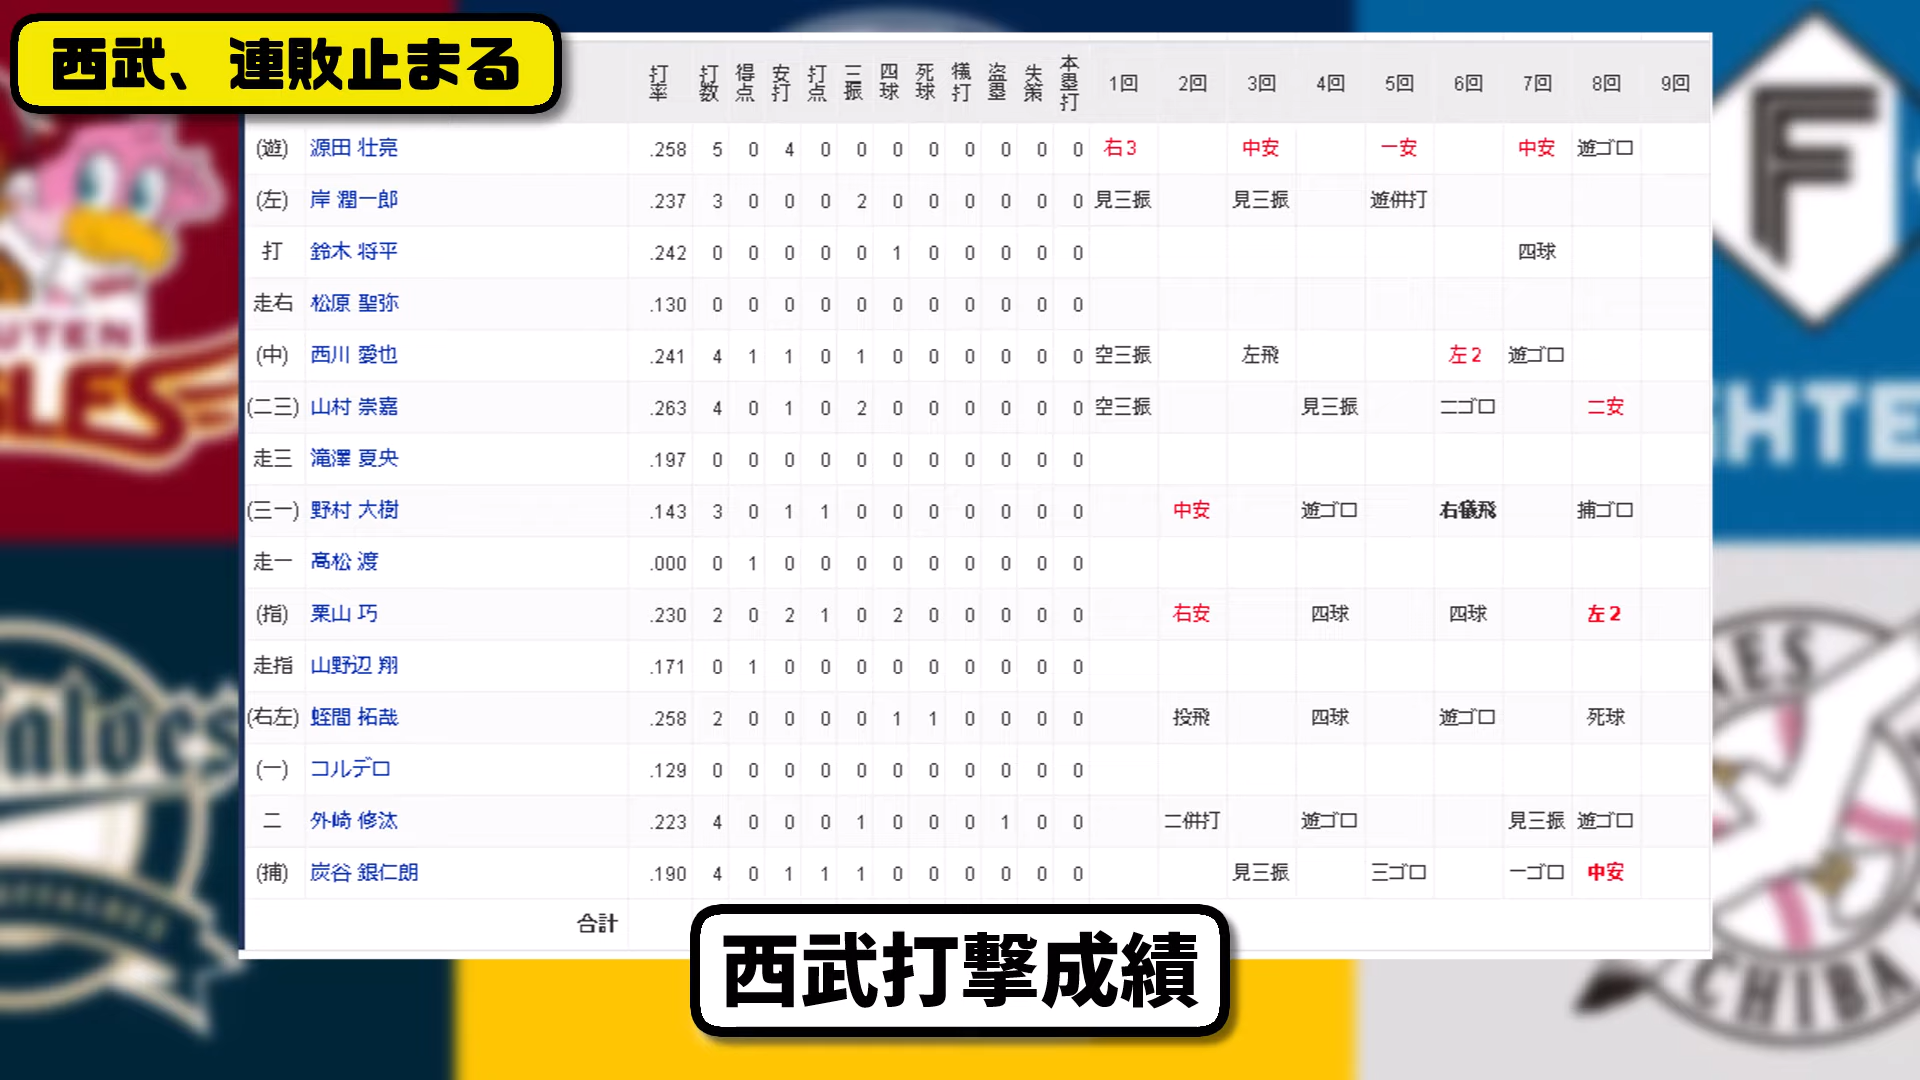 西武、連敗止まる
打率 打数 得点 安打 打点 三振 四球 死球 犠打 盗塁 失策 本塁打 1回 2回 3回 4回 5回 6回 7回 8回 9回
(遊) 源田 壮亮 .258 5 0 4 0 0 0 0 0 0 0 0 右3 中安 一安 中安 遊ゴロ
(左) 岸 潤一郎 .237 3 0 0 0 2 0 0 0 0 0 0 見三振 見三振 遊併打
打 鈴木 将平 .242 0 0 0 0 0 1 0 0 0 0 0 四球
走右 松原 聖弥 .130 0 0 0 0 0 0 0 0 0 0 0
(中) 西川 愛也 .241 4 1 1 0 1 0 0 0 0 0 0 空三振 左飛 左2 遊ゴロ
(二三) 山村 崇嘉 .263 4 0 1 0 2 0 0 0 0 0 0 空三振 見三振 二ゴロ 二安
走三 滝澤 夏央 .197 0 0 0 0 0 0 0 0 0 0 0
(三一) 野村 大樹 .143 3 0 1 1 0 0 0 0 0 0 0 中安 遊ゴロ 右犠飛 捕ゴロ
走一 高松 渡 .000 0 1 0 0 0 0 0 0 0 0 0
(指) 栗山 巧 .230 2 0 2 1 0 2 0 0 0 0 0 右安 四球 四球 左2
走指 山野辺 翔 .171 0 1 0 0 0 0 0 0 0 0 0
(右左) 蛭間 拓哉 .258 2 0 0 0 0 1 1 0 0 0 0 投飛 四球 遊ゴロ 死球
(一) コルデロ .129 0 0 0 0 0 0 0 0 0 0 0
二 外崎 修汰 .223 4 0 0 0 1 0 0 0 1 0 0 二併打 遊ゴロ 見三振 遊ゴロ
(捕) 炭谷 銀仁朗 .190 4 0 1 1 1 0 0 0 0 0 0 見三振 三ゴロ 一ゴロ 中安
合計
西武打撃成績
F
GHTE
UTEN
GLES
aloes
CHIBA